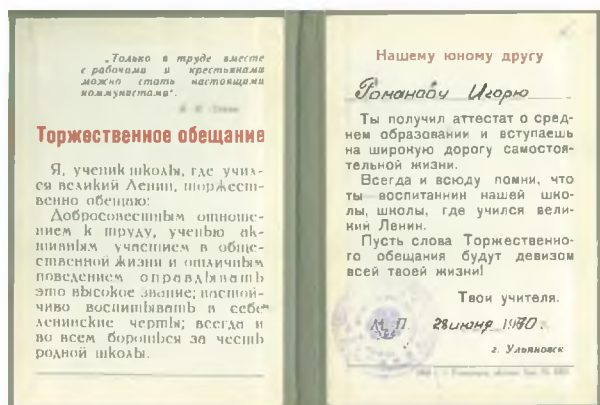 „Только в труде вместе
с рабочими и крестьянами
можно стать настоящими
коммунистами".
Торжественное обещание
Я, ученик школы, где учил-
ся великий Ленин, торжест-
венно обещаю:
Добросовестным отноше-
нием к труду, учёбью ак-
тивным участием в обще-
ственной жизни и отличным
поведением оправдывать
это высокое звание; настой-
чиво воспитывать в себе
ленинские черты; всегда и
во всем бороться за честь
родной школы.
Нашему юному другу
Романову Игорю
Ты получил аттестат о сред-
нем образовании и вступаешь
на широкую дорогу самостоя-
тельной жизни.
Всегда и всюду помни, что
ты воспитанник нашей шко-
лы, школы, где учился вели-
кий Ленин.
Пусть слова Торжественно-
го обещания будут девизом
всей твоей жизни!
Твои учителя.
М. П. 28 июня 1970 г.
г. Ульяновск